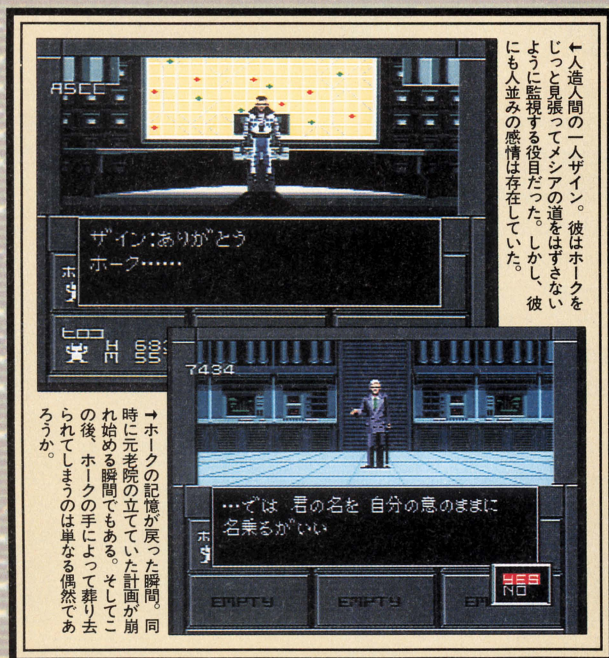 ←人造人間の一人ザイン。彼はホークを
じっと見張ってメシアの道をはずさない
ように監視する役目だった。しかし、彼
にも人並みの感情は存在していた。
ASCC
ザイン:ありがとう
ホーク……
ホ
ヒロコ
H 683
M 55
7434
…では 君の名を 自分の意のままに
名乗るがいい
ホ
YES
NO
EMPTY EMPTY EM
→ホークの記憶が戻った瞬間。同
時に元老院の立てていた計画が崩
れ始める瞬間でもある。そしてこ
の後、ホークの手によって葬り去
られてしまうのは単なる偶然であ
ろうか。